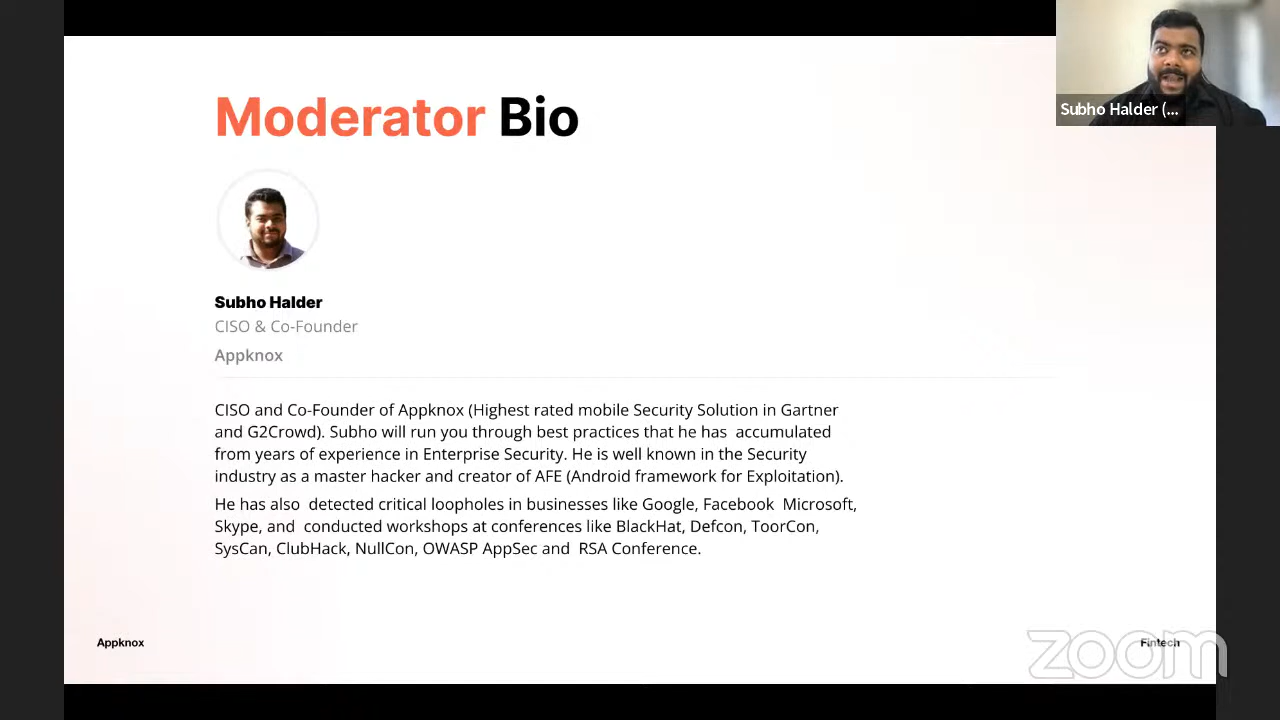 Moderator Bio
Subho Halder (...
Subho Halder
CISO & Co-Founder
Appknox
CISO and Co-Founder of Appknox (Highest rated mobile Security Solution in Gartner
and G2Crowd). Subho will run you through best practices that he has  accumulated
from years of experience in Enterprise Security. He is well known in the Security
industry as a master hacker and creator of AFE (Android framework for Exploitation).
He has also  detected critical loopholes in businesses like Google, Facebook  Microsoft,
Skype, and  conducted workshops at conferences like BlackHat, Defcon, ToorCon,
SysCan, ClubHack, NullCon, OWASP AppSec and  RSA Conference.
Appknox
Fintech
zoom